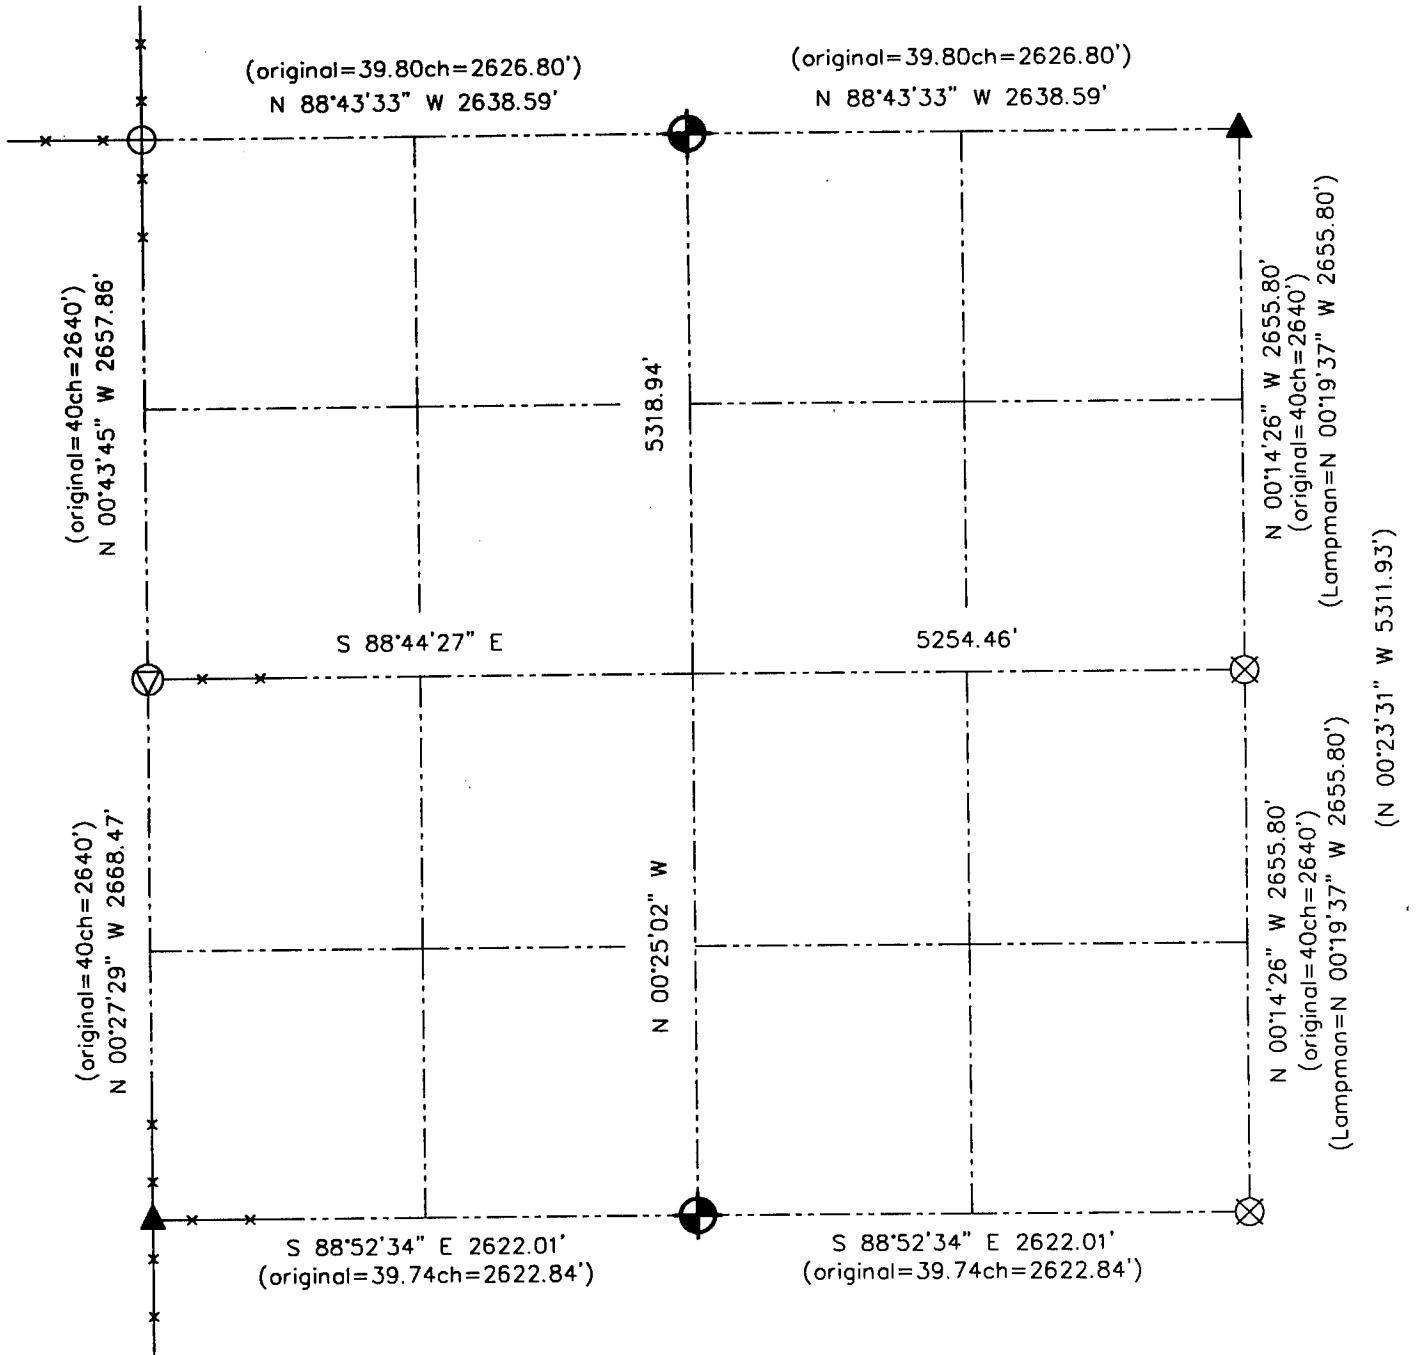 (original=39.80ch=2626.80')
N 88°43'33" W 2638.59'
(original=39.80ch=2626.80')
N 88°43'33" W 2638.59'
(original=40ch=2640')
N 00°43'45" W 2657.86'
5318.94'
N 00°14'26" W 2655.80'
(original=40ch=2640')
(Lampman=N 00°19'37" W 2655.80')
(N 00°23'31" W 5311.93')
S 88°44'27" E
5254.46'
(original=40ch=2640')
N 00°27'29" W 2668.47'
N 00°25'02" W
N 00°14'26" W 2655.80'
(original=40ch=2640')
(Lampman=N 00°19'37" W 2655.80')
S 88°52'34" E 2622.01'
(original=39.74ch=2622.84')
S 88°52'34" E 2622.01'
(original=39.74ch=2622.84')